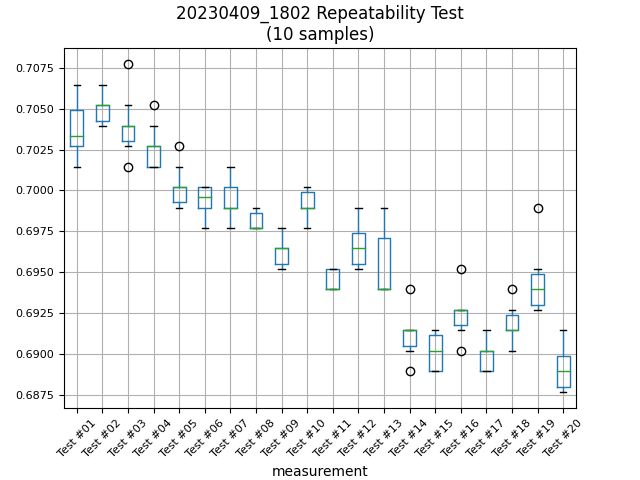 20230409_1802 Repeatability Test
(10 samples)
0.7075
0.7050
0.7025
0.7000
0.6975
0.6950
0.6925
0.6900
0.6875
Test #01
Test #02
Test #03
Test #04
Test #05
Test #06
Test #07
Test #08
Test #09
Test #10
Test #11
Test #12
Test #13
Test #14
Test #15
Test #16
Test #17
Test #18
Test #19
Test #20
measurement